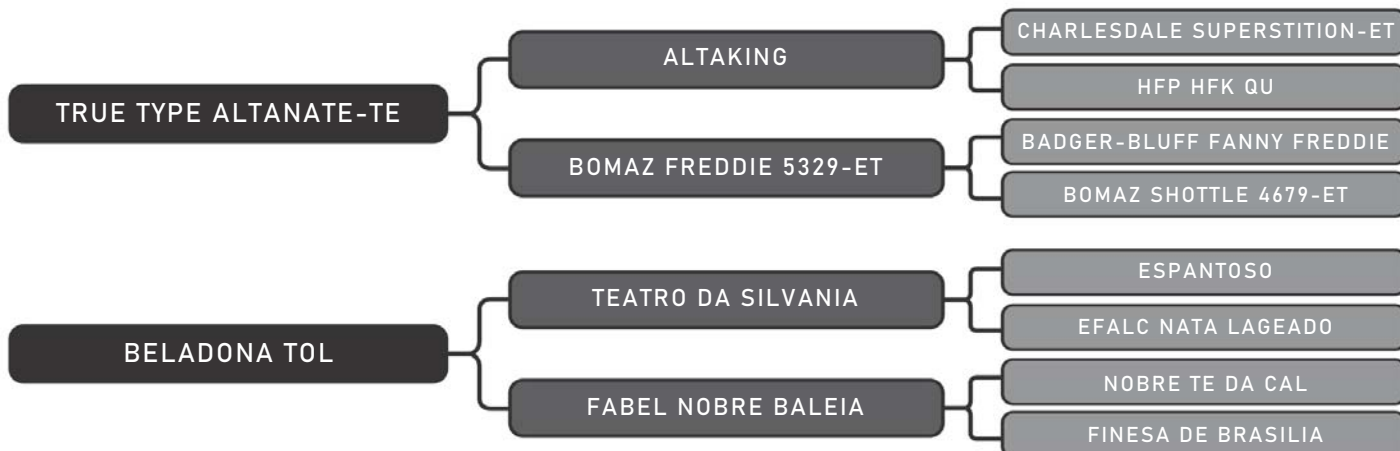 TRUE TYPE ALTANATE-TE
ALTAKING
CHARLESDALE SUPERSTITION-ET
HFP HFK QU
BOMAZ FREDDIE 5329-ET
BADGER-BLUFF FANNY FREDDIE
BOMAZ SHOTTLE 4679-ET
BELADONA TOL
TEATRO DA SILVANIA
ESPANTOSO
EFALC NATA LAGEADO
FABEL NOBRE BALEIA
NOBRE TE DA CAL
FINESA DE BRASILIA